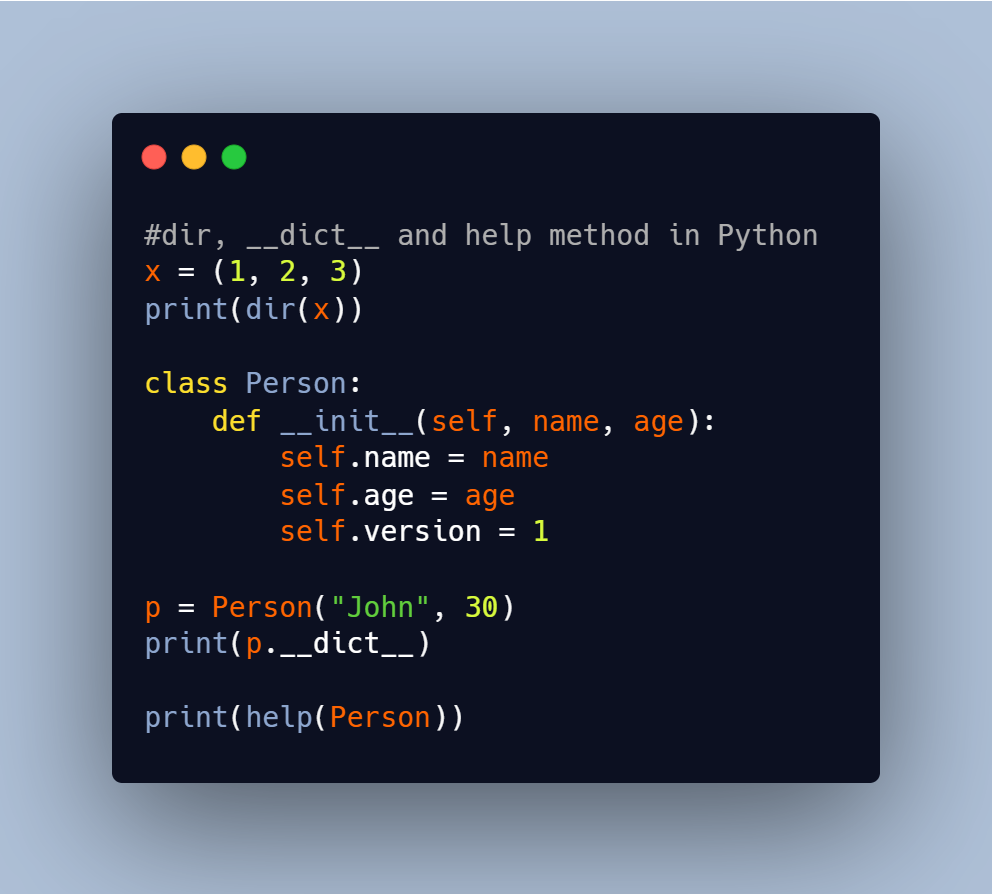 #dir, __dict__ and help method in Python
x = (1, 2, 3)
print(dir(x))

class Person:
    def __init__(self, name, age):
        self.name = name
        self.age = age
        self.version = 1

p = Person("John", 30)
print(p.__dict__)

print(help(Person))